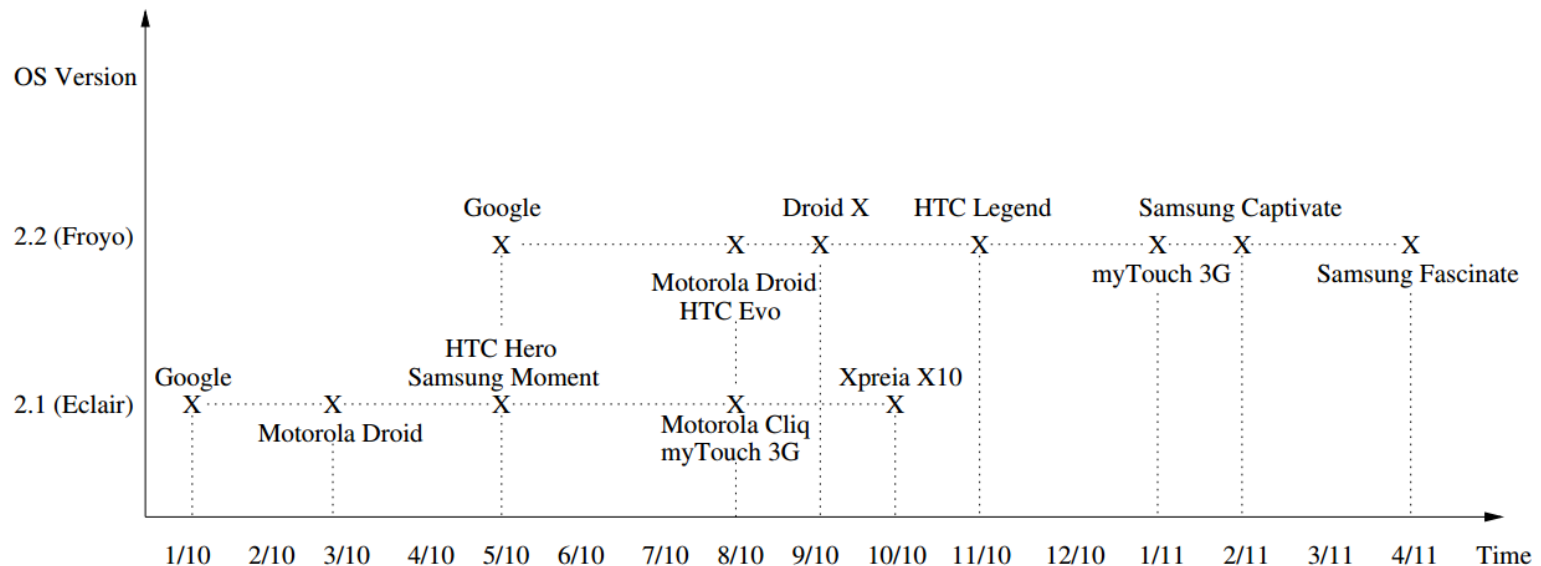 OS Version
Google
Droid X
HTC Legend
Samsung Captivate
2.2 (Froyo)
X
X
X
X
X
X
X
myTouch 3G
Samsung Fascinate
Motorola Droid
HTC Evo
HTC Hero
Google
Samsung Moment
Xpreia X10
2.1 (Eclair)
X
X
X
X
X
Motorola Droid
Motorola Cliq
myTouch 3G
1/10 2/10 3/10 4/10 5/10 6/10 7/10 8/10 9/10 10/10 11/10 12/10 1/11 2/11 3/11 4/11 Time